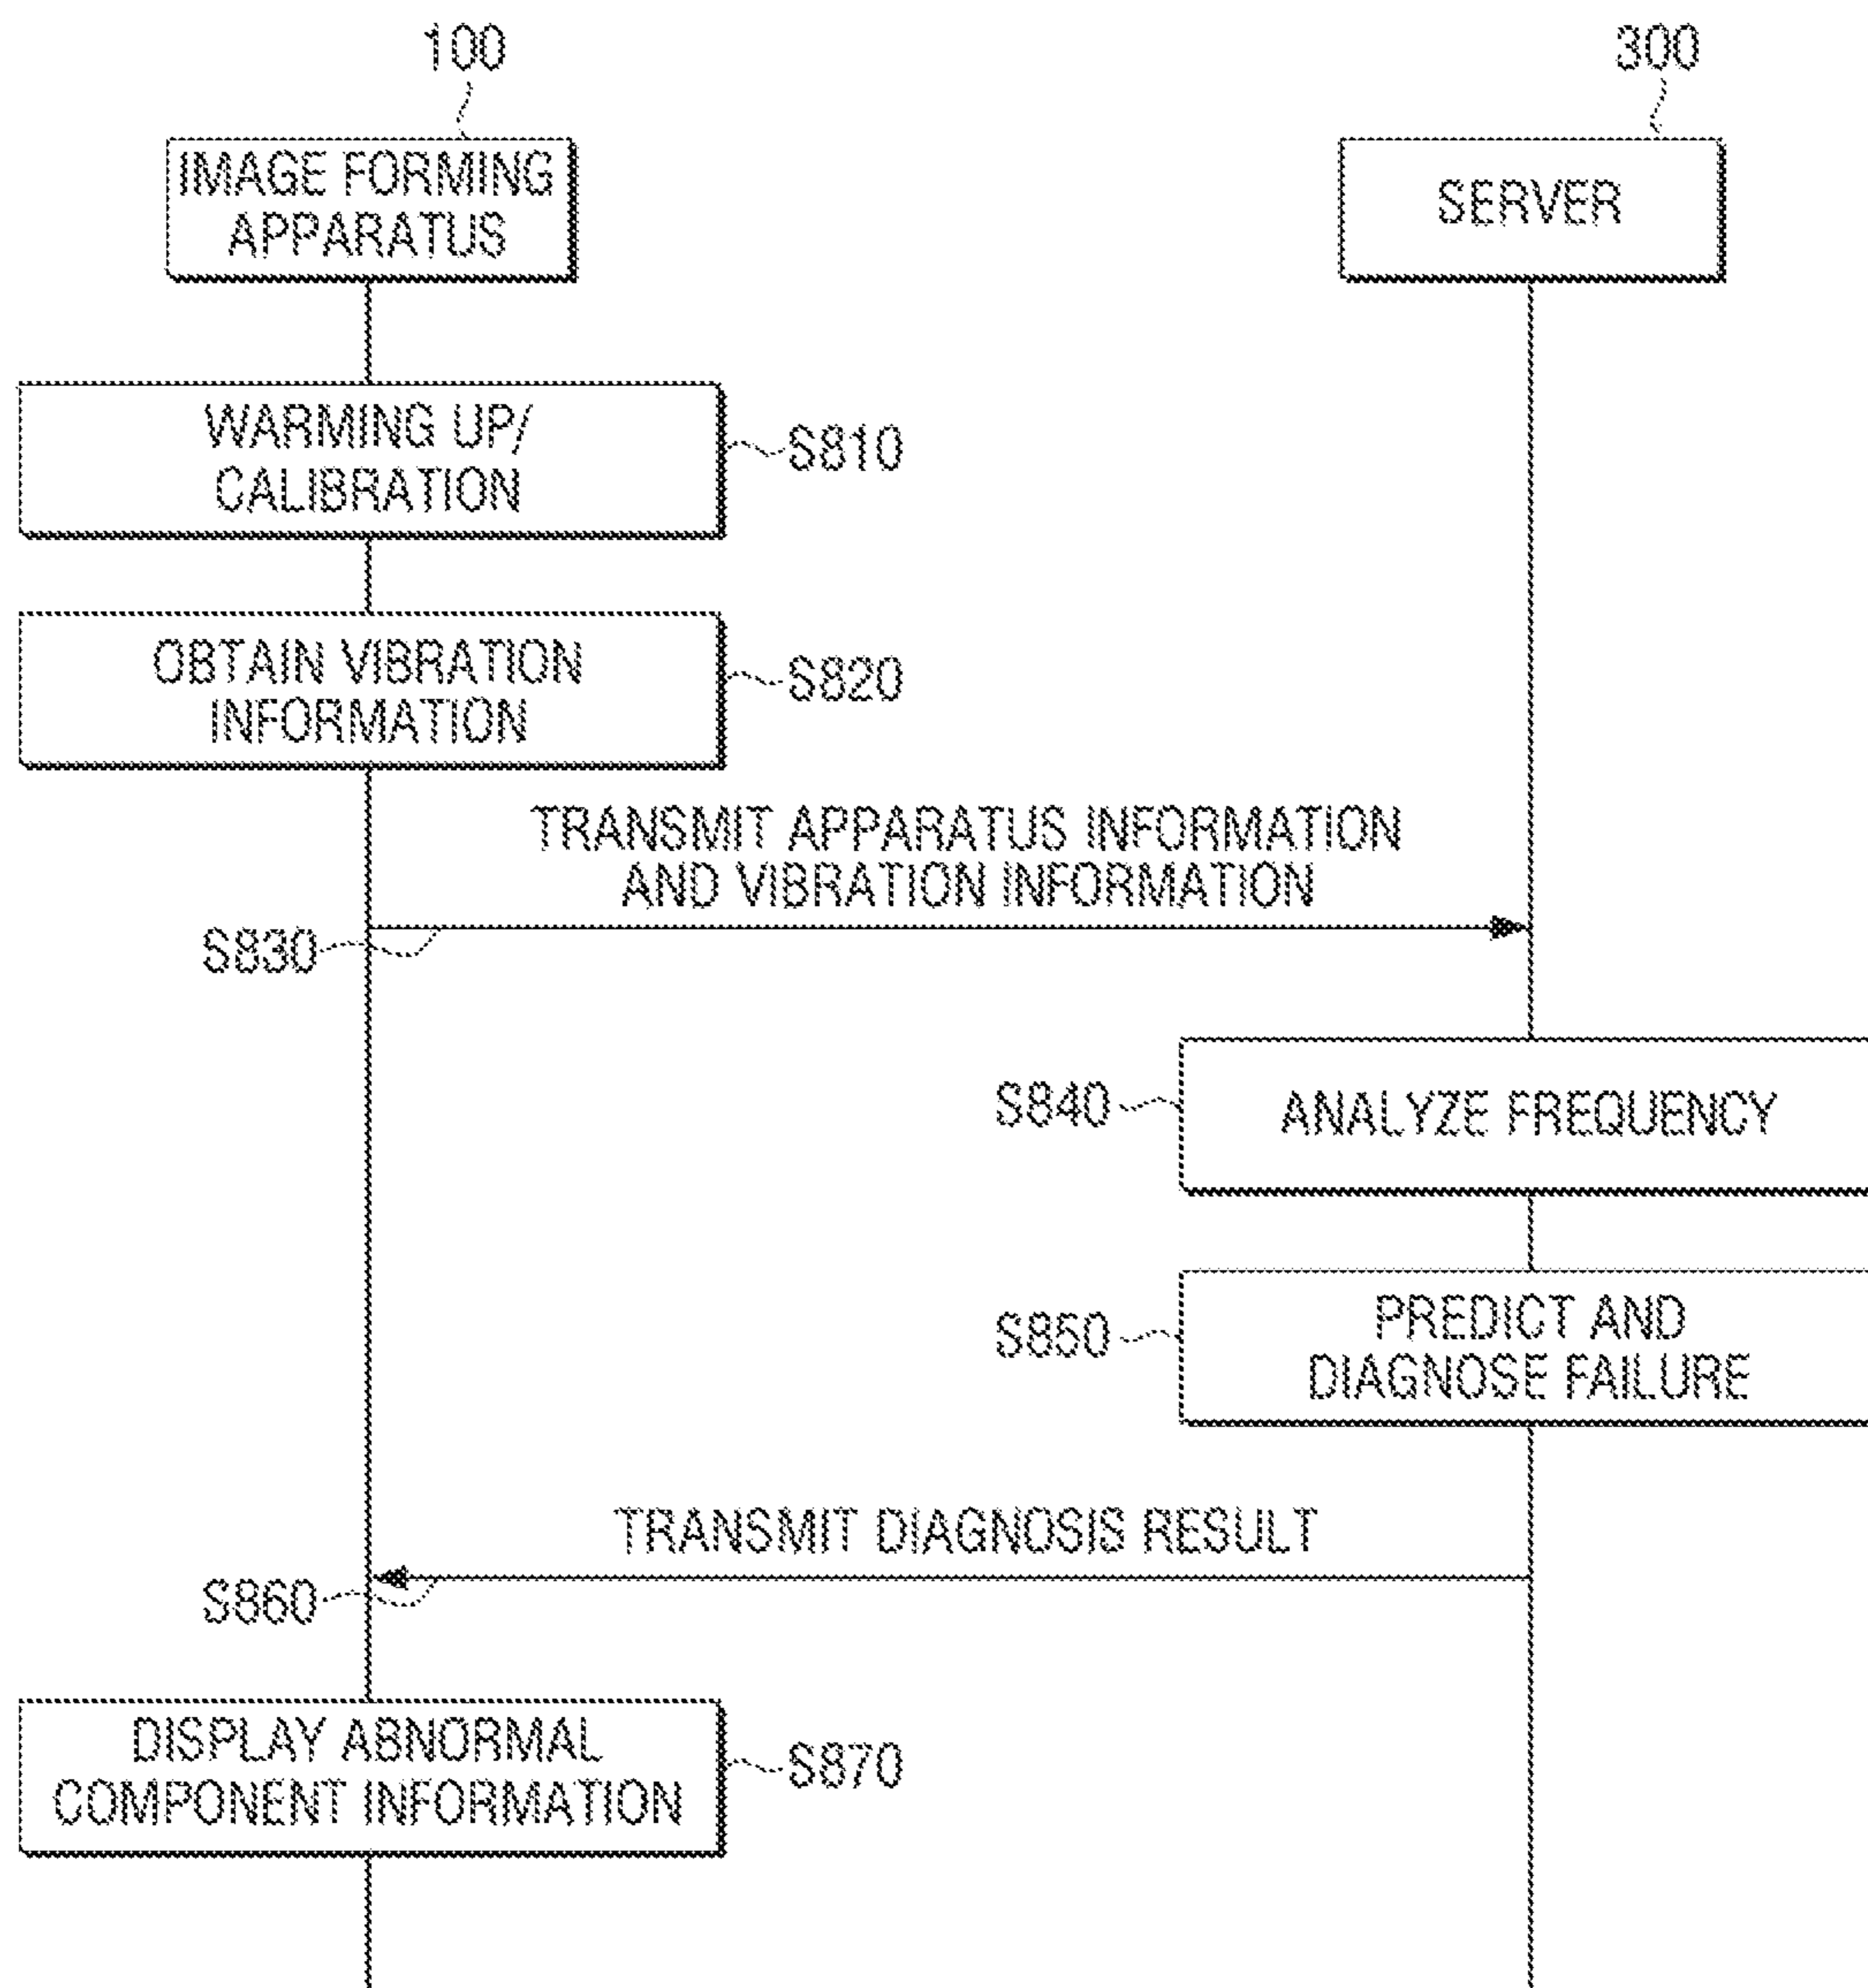 100
300
IMAGE FORMING
APPARATUS
SERVER
WARMING UP/
CALIBRATION
S810
OBTAIN VIBRATION
INFORMATION
S820
TRANSMIT APPARATUS INFORMATION
AND VIBRATION INFORMATION
S830
S840
ANALYZE FREQUENCY
S850
PREDICT AND
DIAGNOSE FAILURE
TRANSMIT DIAGNOSIS RESULT
S860
DISPLAY ABNORMAL
COMPONENT INFORMATION
S870